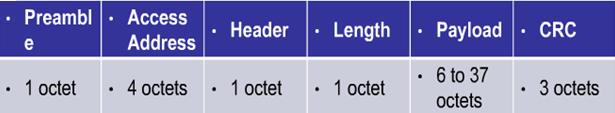 • Preambl
e
• Access
Address
• Header
• Length
• Payload
• CRC
• 1 octet
• 4 octets
• 1 octet
• 1 octet
• 6 to 37
octets
• 3 octets